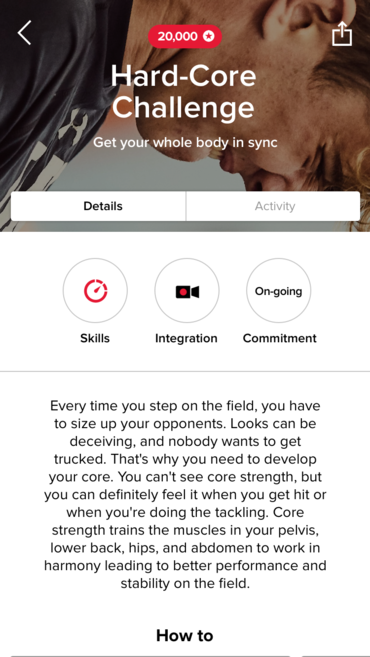 20,000
Hard-Core
Challenge
Get your whole body in sync
Details
Activity
On-going
Skills
Integration
Commitment
Every time you step on the field, you have
to size up your opponents. Looks can be
deceiving, and nobody wants to get
trucked. That's why you need to develop
your core. You can't see core strength, but
you can definitely feel it when you get hit or
when you're doing the tackling. Core
strength trains the muscles in your pelvis,
lower back, hips, and abdomen to work in
harmony leading to better performance and
stability on the field.
How to